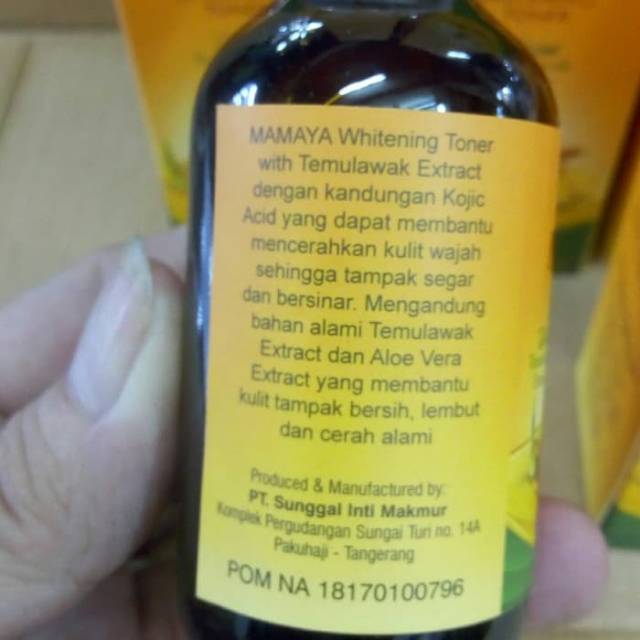 MAMAYA Whitening Toner
with Temulawak Extract
dengan kandungan Kojic
Acid yang dapat membantu
mencerahkan kulit wajah
sehingga tampak segar
dan bersinar. Mengandung
bahan alami Temulawak
Extract dan Aloe Vera
Extract yang membantu
kulit tampak bersih, lembut
dan cerah alami
Produced & Manufactured by:
PT. Sunggal Inti Makmur
Komplek Pergudangan Sungai Turi no. 14A
Pakuhaji - Tangerang
POM NA 18170100796